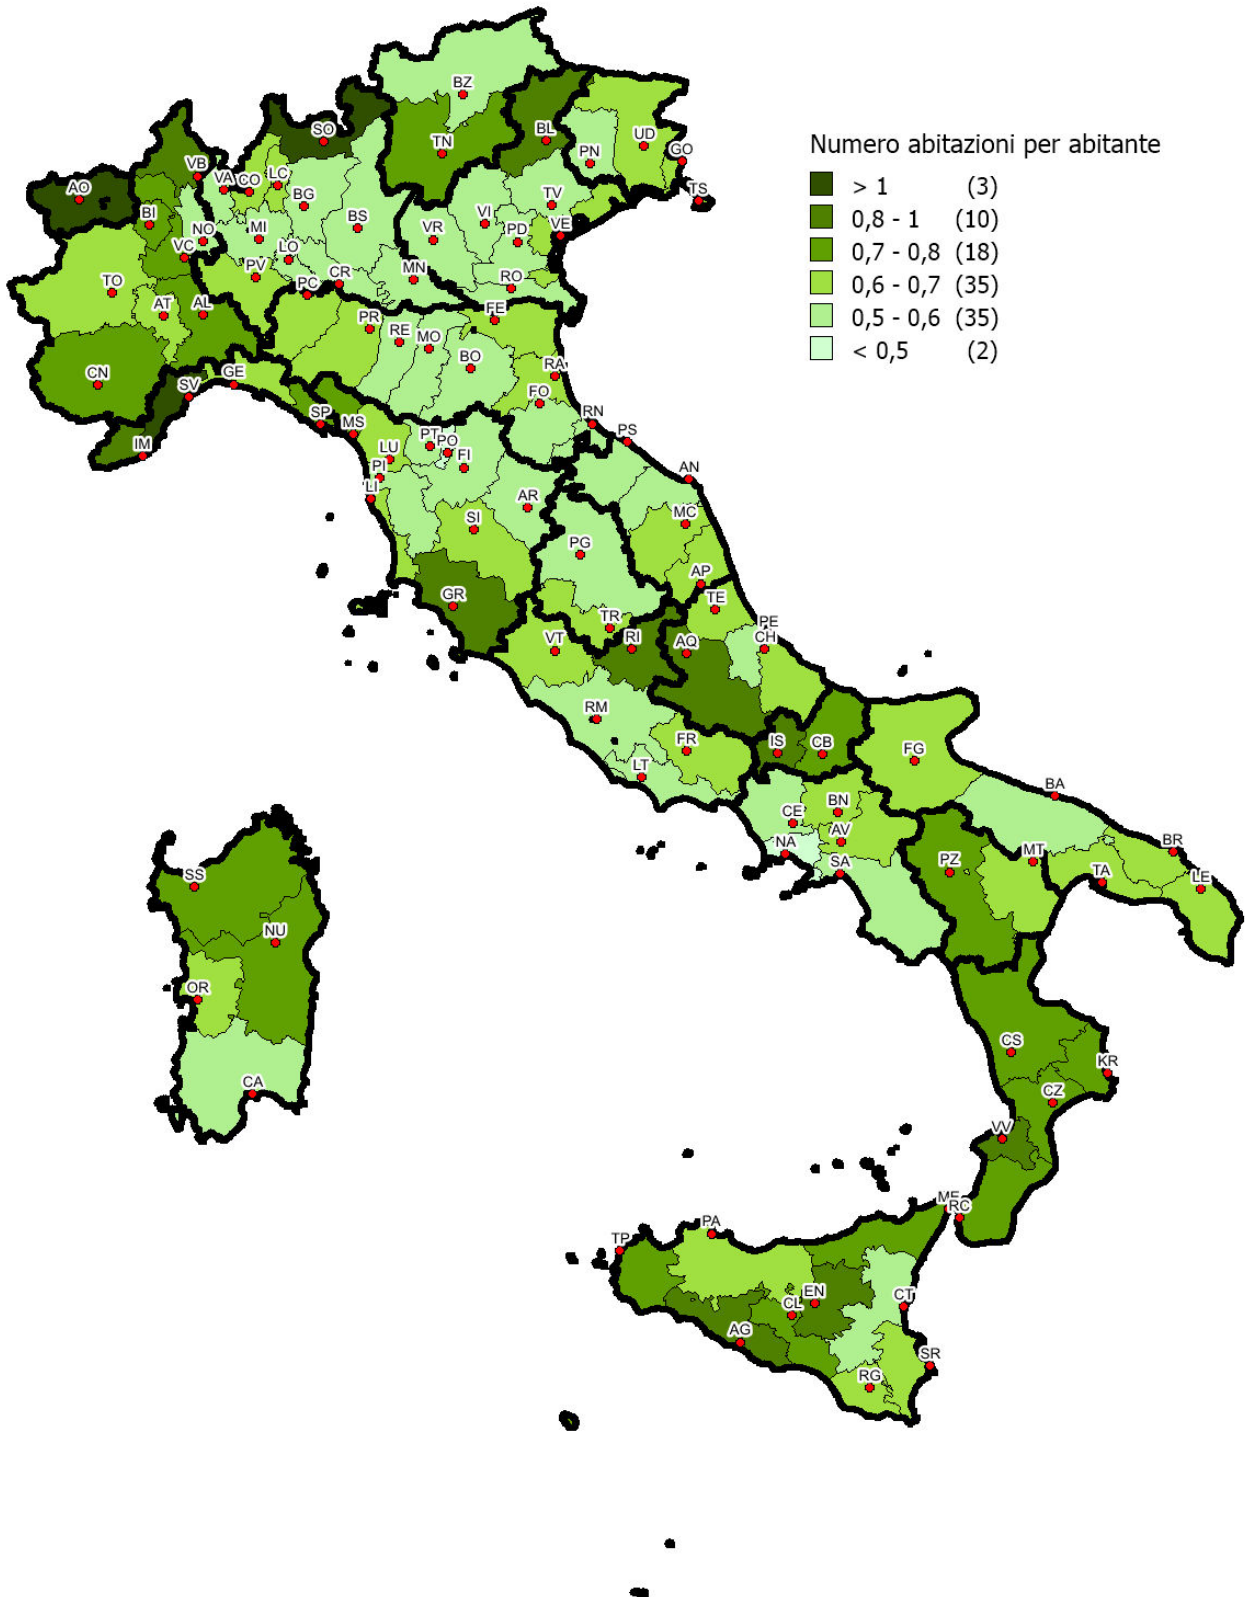 BZ
Numero abitazioni per abitante
> 1 (3)
0,8 - 1 (10)
0,7 - 0,8 (18)
0,6 - 0,7 (35)
0,5 - 0,6 (35)
< 0,5 (2)
SO
BL
UD
TN
PN
GO
VB
AO
VA
CO
LC
TS
BG
TV
BI
BS
VI
NO
MI
VR
PD
VE
VC
LO
TO
PV
MN
RO
CR
PC
AT
AL
FE
PR
RE
MO
BO
CN
GE
RA
SV
FO
SP
MS
RN
PS
IM
PT
PO
LU
FI
PI
AN
LI
AR
SI
MC
PG
AP
GR
TE
TR
PE
VT
RI
AQ
CH
RM
FR
IS
CB
FG
LT
BA
CE
BN
AV
NA
SA
MT
BR
PZ
TA
LE
SS
NU
OR
CS
KR
CA
CZ
VV
ME
RC
PA
TP
EN
CL
CT
AG
SR
RG